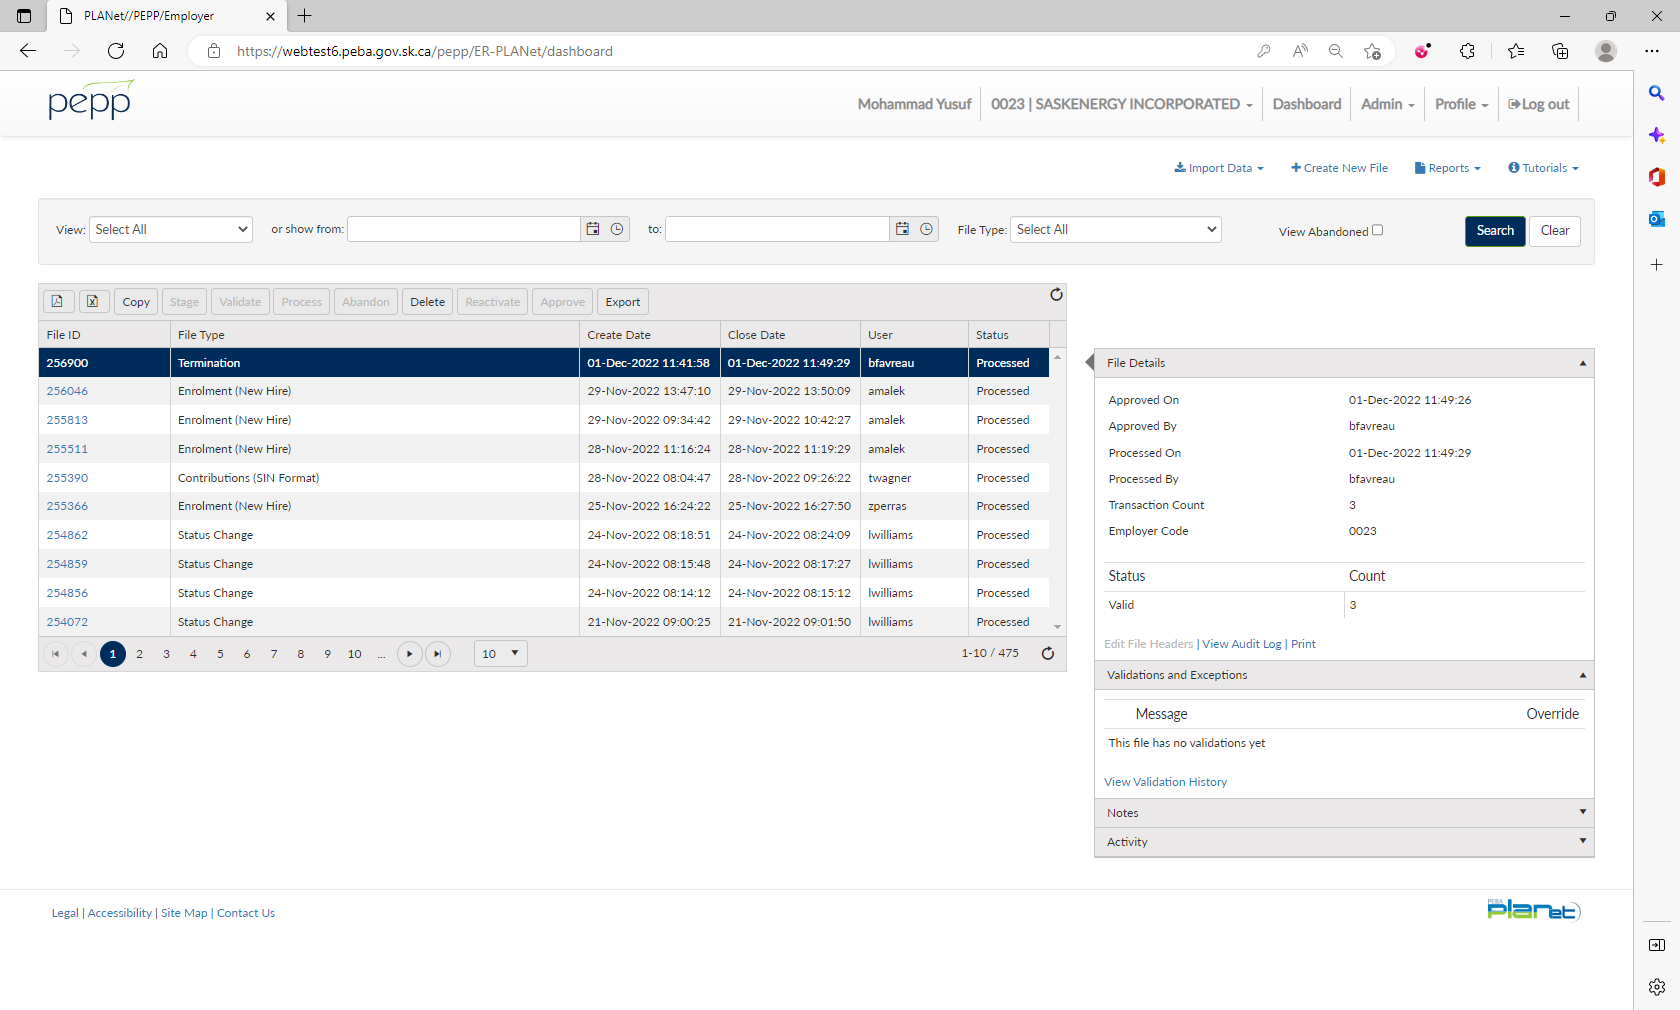 PLANet//PEPP/Employer
https://webtest6.peba.gov.sk.ca/pepp/ER-PLANet/dashboard
pepp
Mohammad Yusuf
0023 | SASKENERGY INCORPORATED
Dashboard
Admin
Profile
Log out
Import Data
Create New File
Reports
Tutorials
View: Select All or show from: to: File Type: Select All View Abandoned Search Clear
Copy Stage Validate Process Abandon Delete Reactivate Approve Export
File ID File Type Create Date Close Date User Status
256900 Termination 01-Dec-2022 11:41:58 01-Dec-2022 11:49:29 bfavreau Processed
256046 Enrolment (New Hire) 29-Nov-2022 13:47:10 29-Nov-2022 13:50:09 amalek Processed
255813 Enrolment (New Hire) 29-Nov-2022 09:34:42 29-Nov-2022 10:42:27 amalek Processed
255511 Enrolment (New Hire) 28-Nov-2022 11:16:24 28-Nov-2022 11:19:29 amalek Processed
255390 Contributions (SIN Format) 28-Nov-2022 08:04:47 28-Nov-2022 09:26:22 twagner Processed
255366 Enrolment (New Hire) 25-Nov-2022 16:24:22 25-Nov-2022 16:27:50 zperras Processed
254862 Status Change 24-Nov-2022 08:18:51 24-Nov-2022 08:24:09 lwilliams Processed
254859 Status Change 24-Nov-2022 08:15:48 24-Nov-2022 08:17:27 lwilliams Processed
254856 Status Change 24-Nov-2022 08:14:12 24-Nov-2022 08:15:12 lwilliams Processed
254072 Status Change 21-Nov-2022 09:00:25 21-Nov-2022 09:01:50 lwilliams Processed
1 2 3 4 5 6 7 8 9 10 ... 10 1-10 / 475
File Details
Approved On 01-Dec-2022 11:49:26
Approved By bfavreau
Processed On 01-Dec-2022 11:49:29
Processed By bfavreau
Transaction Count 3
Employer Code 0023
Status Count
Valid 3
Edit File Headers | View Audit Log | Print
Validations and Exceptions
Message Override
This file has no validations yet
View Validation History
Notes
Activity
Legal | Accessibility | Site Map | Contact Us
PEBA
planet